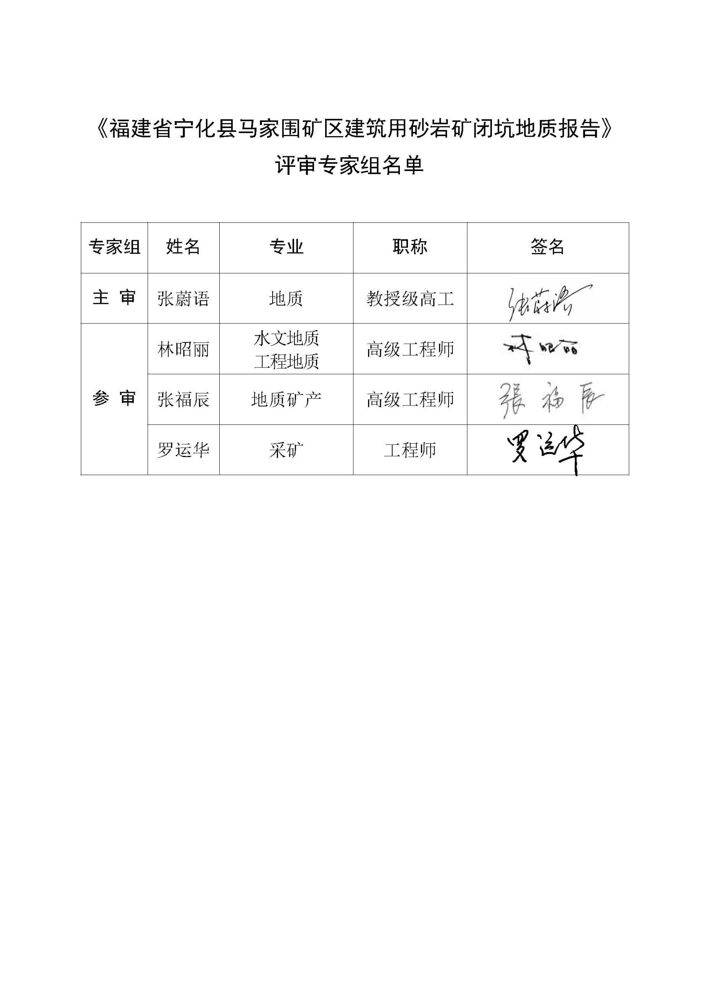 《福建省宁化县马家围矿区建筑用砂岩矿闭坑地质报告》
评审专家组名单
专家组 姓名 专业 职称 签名
主 审 张蔚语 地质 教授级高工 张蔚语
参 审 林昭丽 水文地质 工程地质 高级工程师 林昭丽
张福辰 地质矿产 高级工程师 張福辰
罗运华 采矿 工程师 罗运华